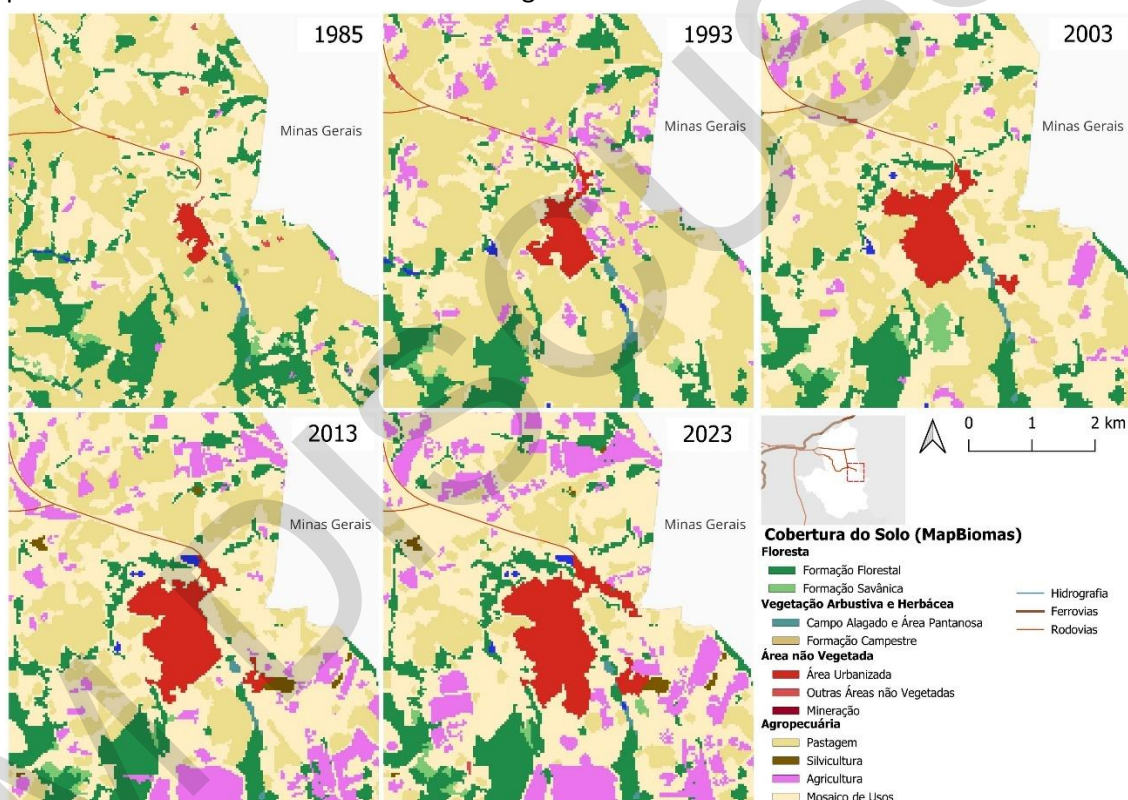 1985
1993
2003
Minas Gerais
Minas Gerais
Minas Gerais
2013
2023
Minas Gerais
Minas Gerais
0 1 2 km
Cobertura do Solo (MapBiomas)
Floresta
Formação Florestal
Formação Savânica
Vegetação Arbustiva e Herbácea
Campo Alagado e Área Pantanosa
Formação Campestre
Área não Vegetada
Área Urbanizada
Outras Áreas não Vegetadas
Mineração
Agropecuária
Pastagem
Silvicultura
Agricultura
Mosaico de Usos
Hidrografia
Ferrovias
Rodovias